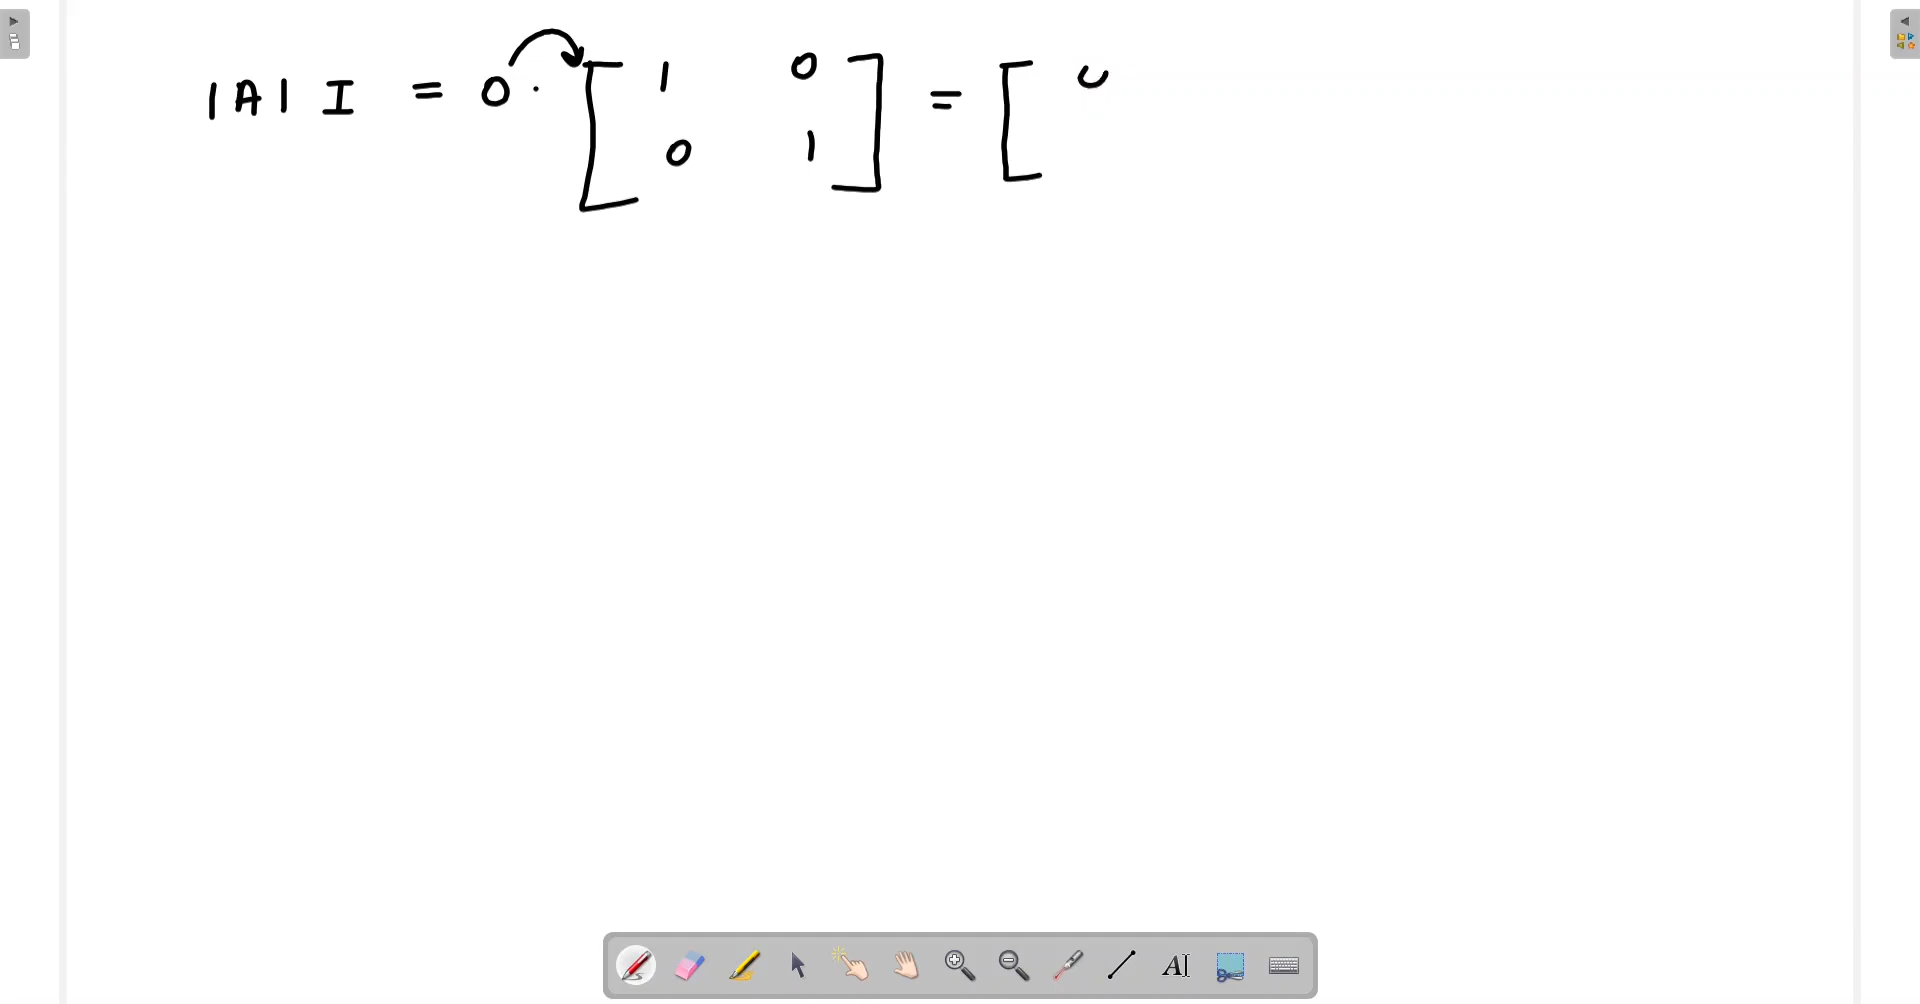 |A| I = 0 · [ 1 0 ] = [
0 1